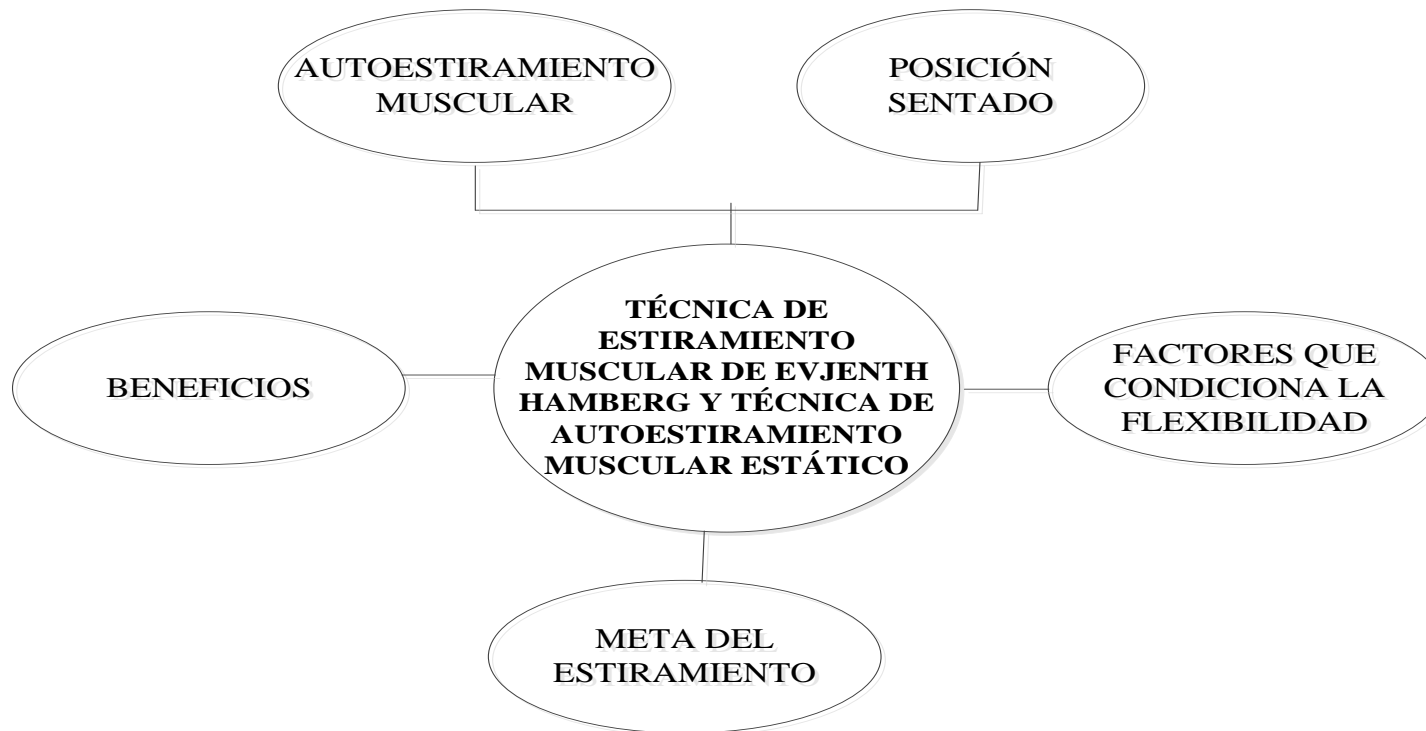 AUTOESTIRAMIENTO
MUSCULAR
POSICIÓN
SENTADO
TÉCNICA DE
ESTIRAMIENTO
MUSCULAR DE EVJENTH
HAMBERG Y TÉCNICA DE
AUTOESTIRAMIENTO
MUSCULAR ESTÁTICO
BENEFICIOS
FACTORES QUE
CONDICIONA LA
FLEXIBILIDAD
META DEL
ESTIRAMIENTO